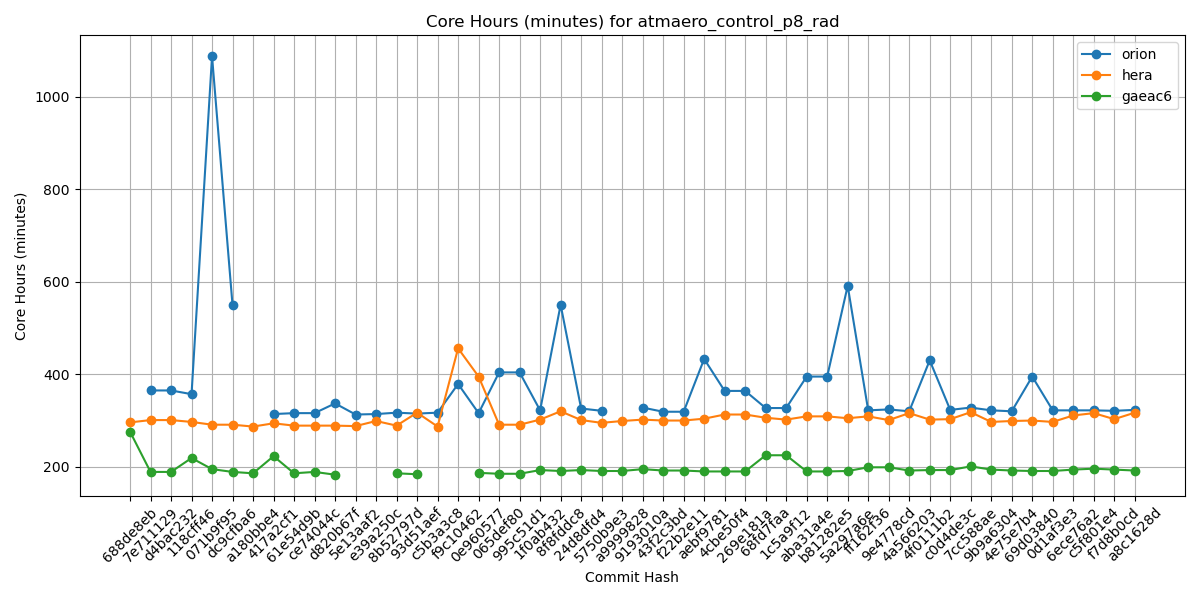 Core Hours (minutes) for atmaero_control_p8_rad
orion
hera
gaeac6
Core Hours (minutes)
1000
800
600
400
200
688de8eb
7e711129
d4bac232
118cff46
071b9f95
dc9cfba6
a180bbe4
417a2cf1
61e54d9b
ce74044c
d820b67f
5e13aaf2
e39a250c
8b52797d
93d51aef
c5b3a3c8
f9c10462
0e960577
065def80
995c51d1
1f0ab432
8f8fddc8
24d8dfd4
5750b9e3
a9999828
9193010a
43f2c3bd
f22b2e11
aebf9781
4cbe50f4
269e181a
68fd7faa
1c5a9f12
aba31a4e
b81282e5
5a297a6e
ff162f36
9e4778cd
4a56203
4f011b2
c0d4de3c
7cc588ae
9b9a6304
4e75e7b4
69d03840
0d1af3e3
6ece76a2
c5f801e4
f7d8b0cd
a8c1628d
Commit Hash